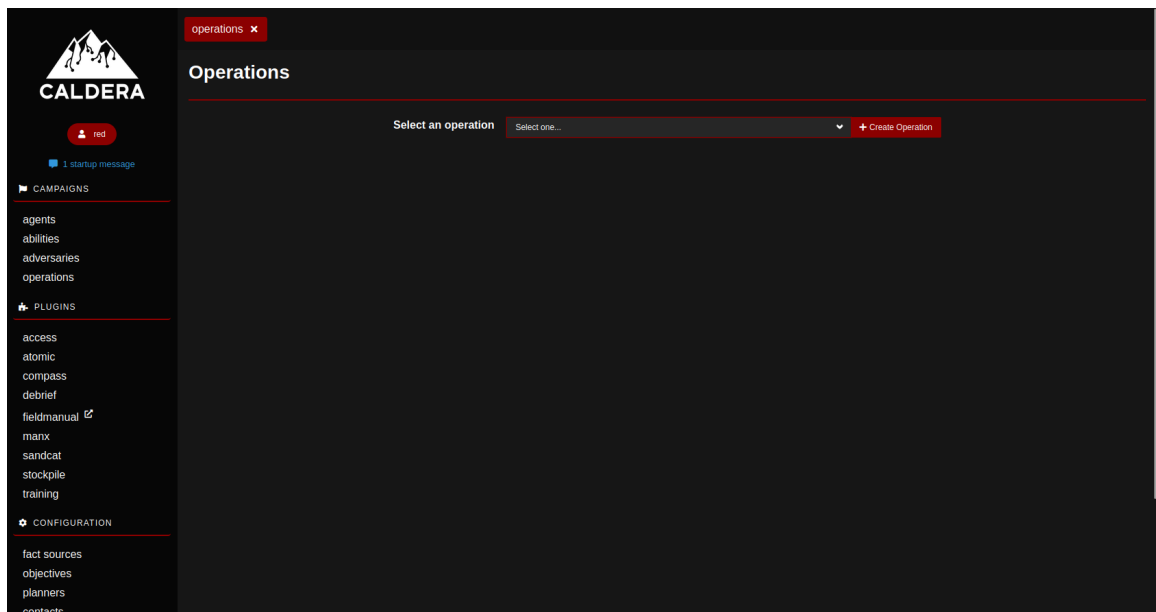 CALDERA
red
1 startup message
CAMPAIGNS
agents
abilities
adversaries
operations
PLUGINS
access
atomic
compass
debrief
fieldmanual
manx
sandcat
stockpile
training
CONFIGURATION
fact sources
objectives
planners
contacts
operations ×
Operations
Select an operation Select one... + Create Operation